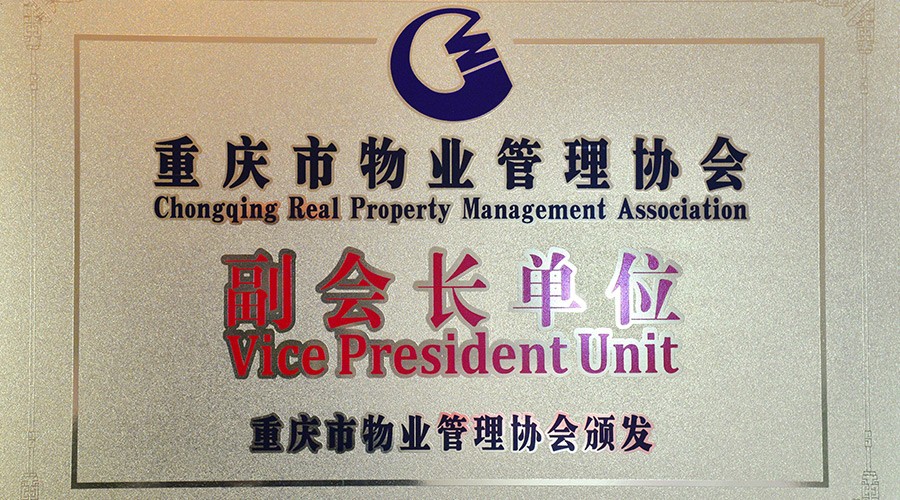 重庆市物业管理协会
Chongqing Real Property Management Association
副会长单位
Vice President Unit
重庆市物业管理协会颁发